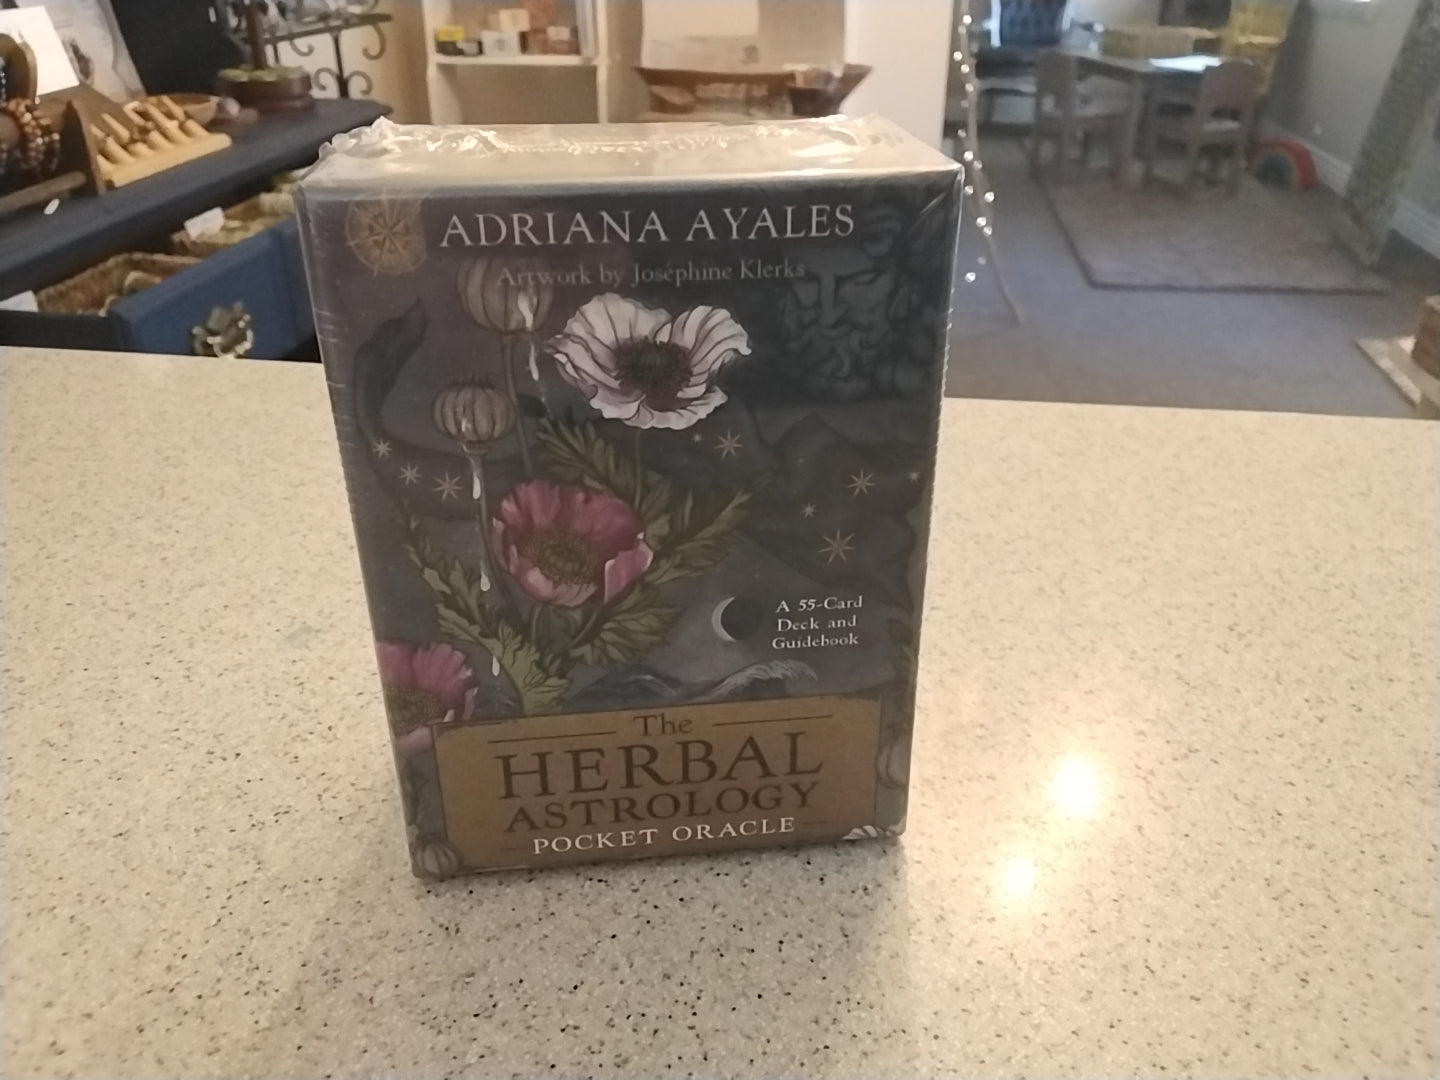 ADRIANA AYALES
Artwork by Joséphine Klerks
A 55-Card
Deck and
Guidebook
The
HERBAL
ASTROLOGY
POCKET ORACLE